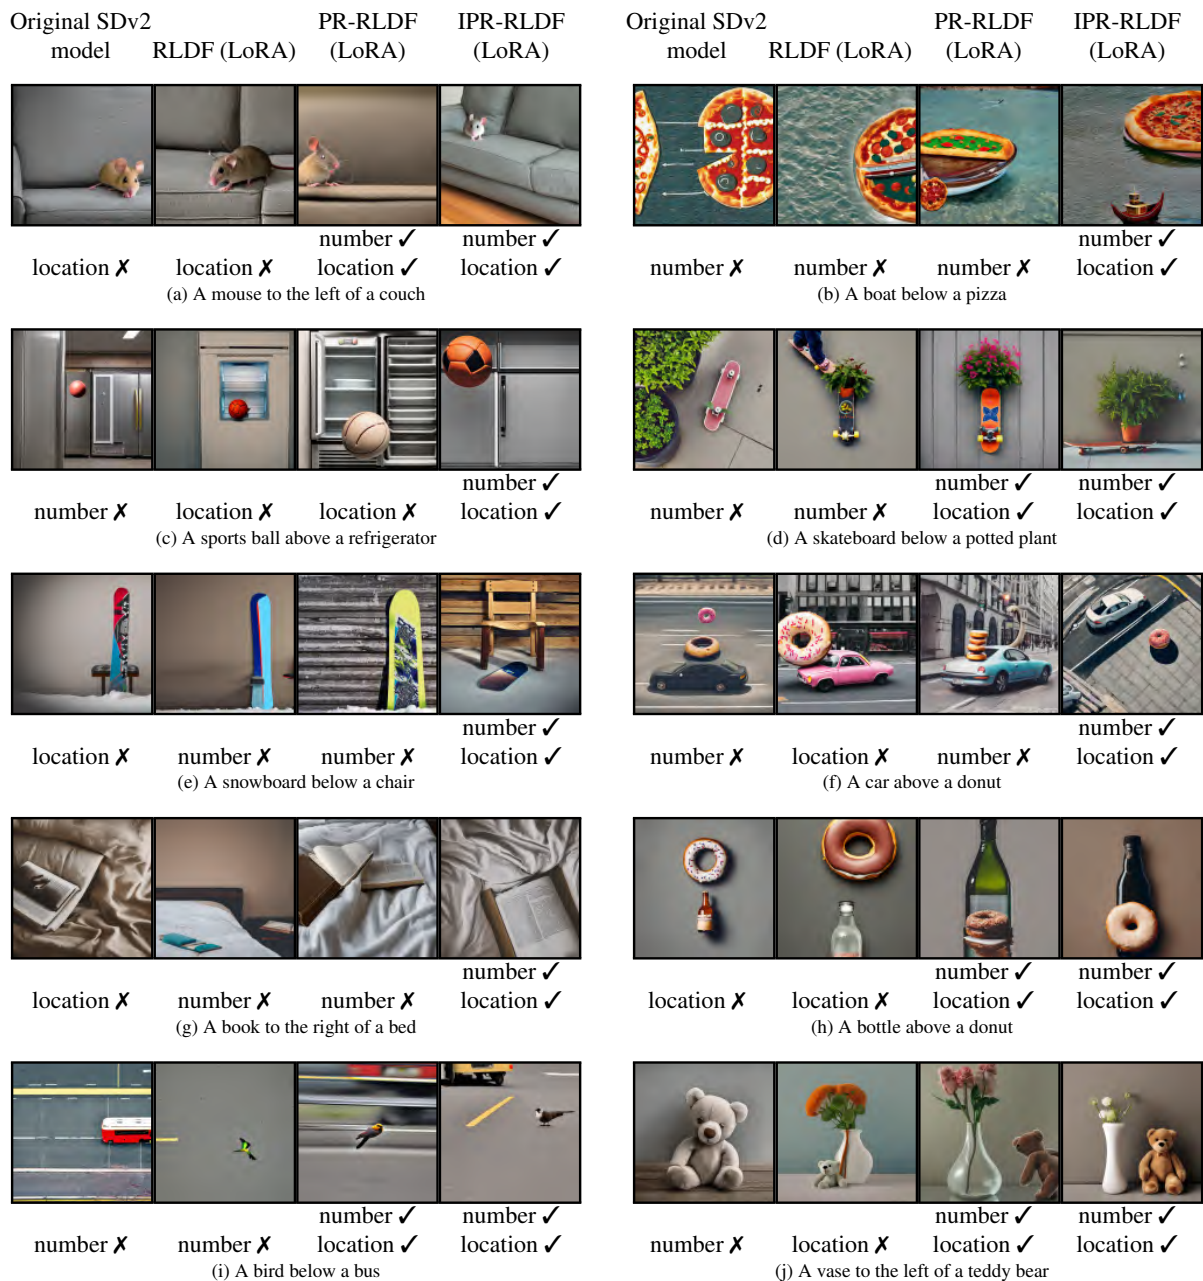 Original SDv2 model RLDF (LoRA) PR-RLDF (LoRA) IPR-RLDF (LoRA)
number ✓ number ✓
location ✗ location ✗ location ✓ location ✓
(a) A mouse to the left of a couch
number ✓
location ✗ number ✗ location ✗ location ✗ location ✓
(c) A sports ball above a refrigerator
number ✓
location ✗ number ✗ number ✗ location ✓
(e) A snowboard below a chair
number ✓
location ✗ number ✗ number ✗ location ✓
(g) A book to the right of a bed
number ✓ number ✓
number ✗ number ✗ location ✓ location ✓
(i) A bird below a bus
Original SDv2 model RLDF (LoRA) PR-RLDF (LoRA) IPR-RLDF (LoRA)
number ✓
number ✗ number ✗ number ✗ location ✓
(b) A boat below a pizza
number ✓ number ✓
number ✗ number ✗ location ✓ location ✓
(d) A skateboard below a potted plant
number ✓
number ✗ location ✗ number ✗ location ✓
(f) A car above a donut
number ✓ number ✓
location ✗ location ✗ location ✓ location ✓
(h) A bottle above a donut
number ✓ number ✓
number ✗ location ✗ location ✓ location ✓
(j) A vase to the left of a teddy bear